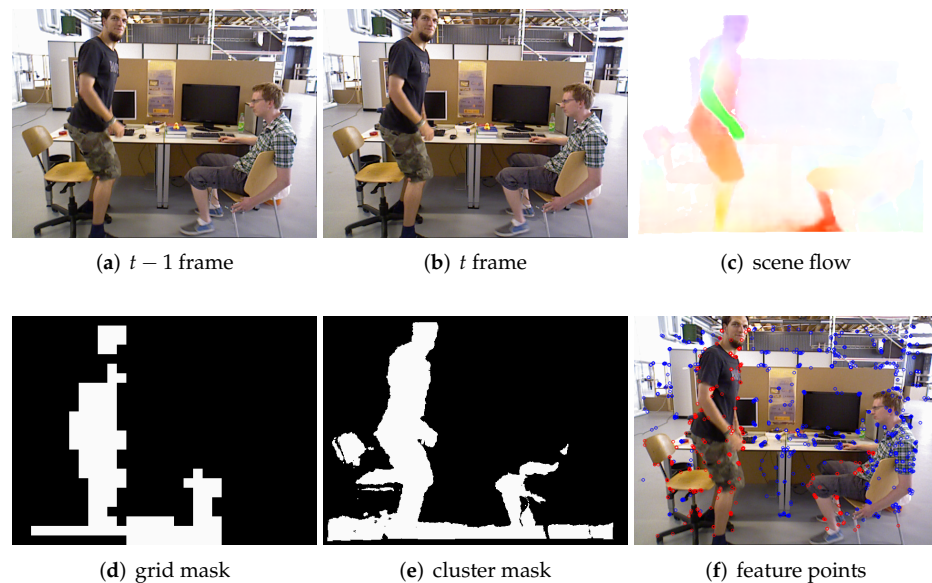 (a) t − 1 frame
(b) t frame
(c) scene flow
(d) grid mask
(e) cluster mask
(f) feature points